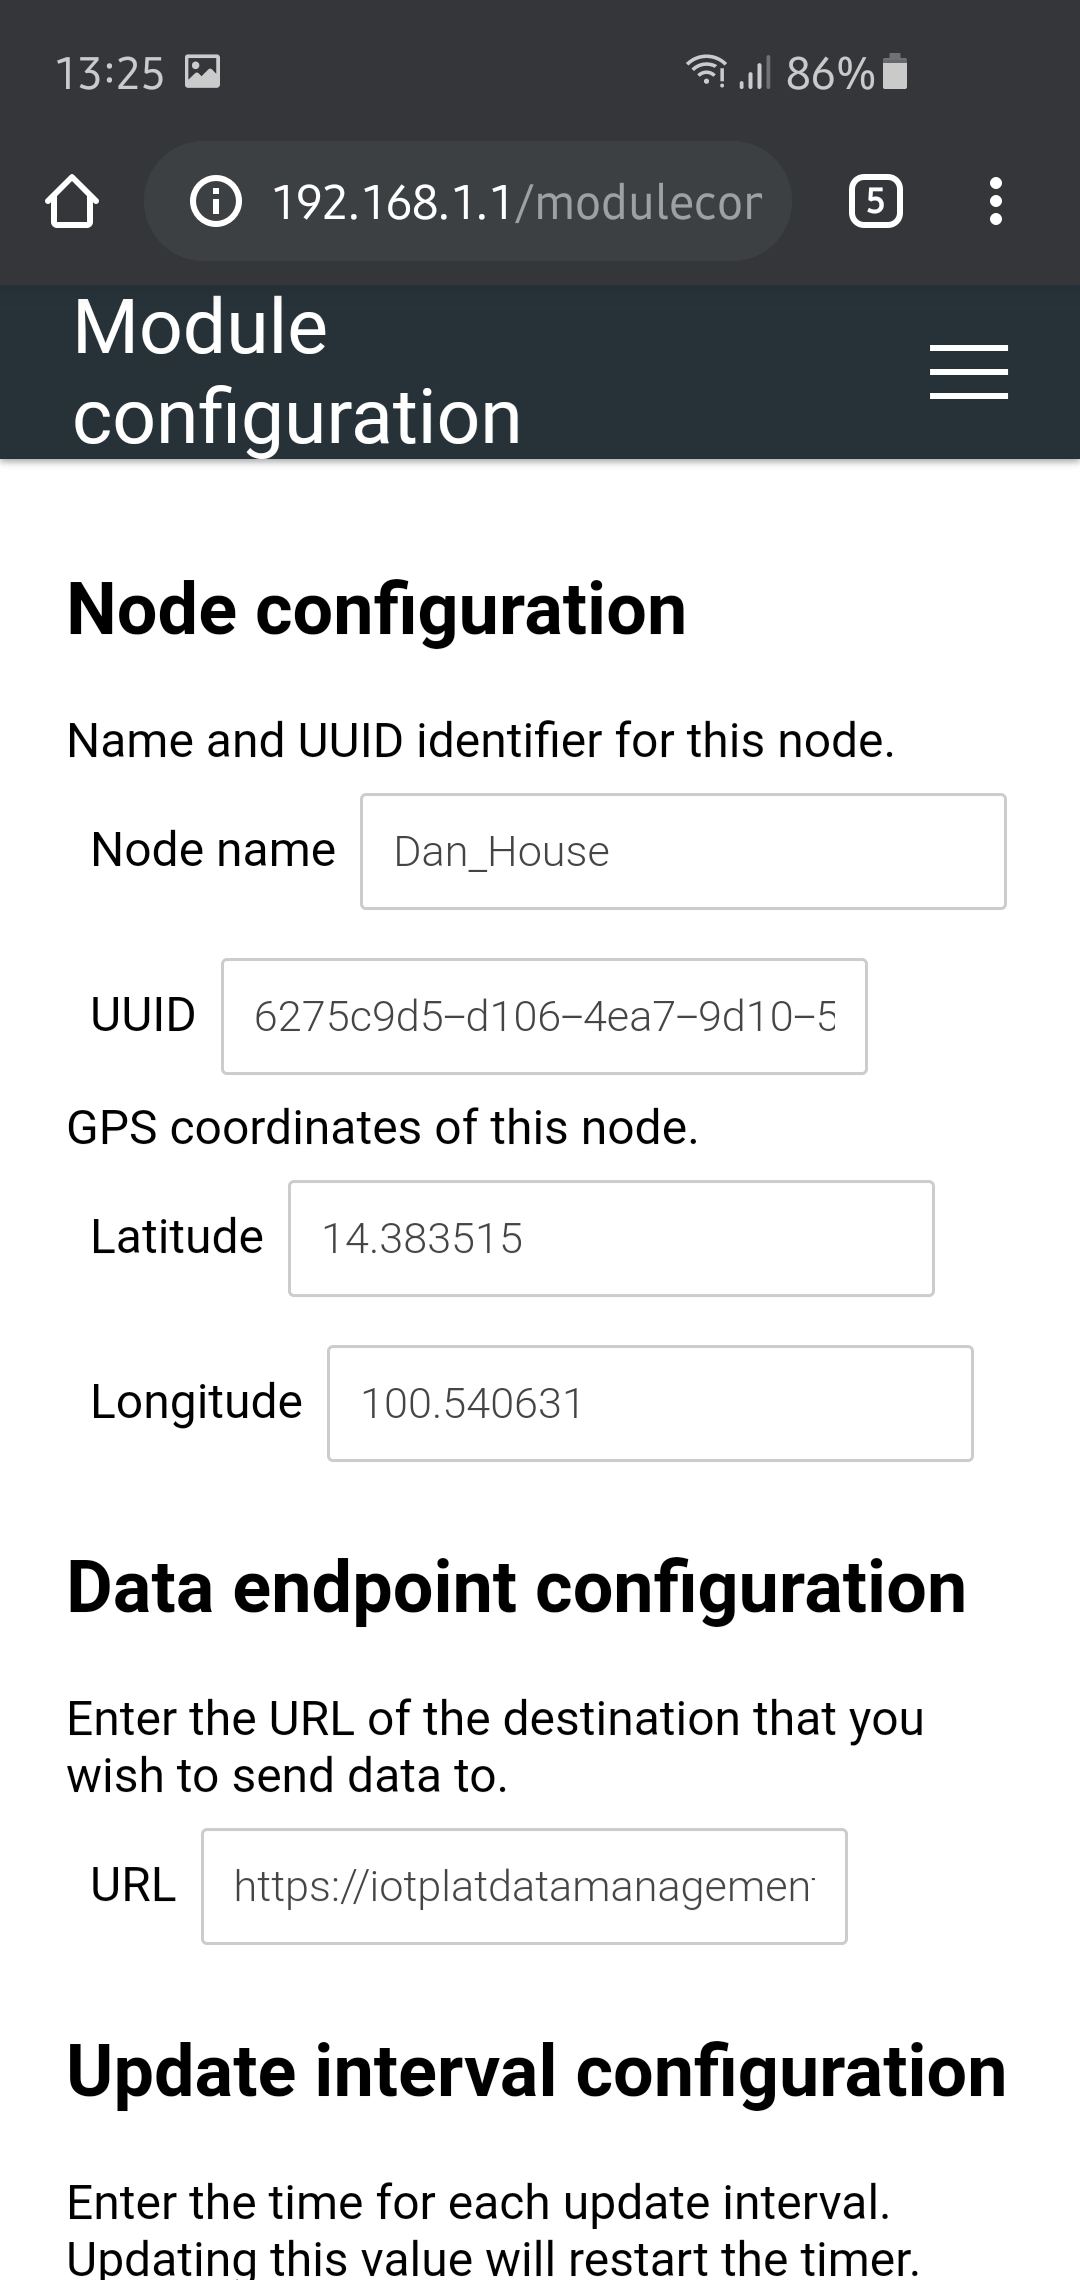 13:25 86%
192.168.1.1/modulecor 5
Module
configuration
Node configuration
Name and UUID identifier for this node.
Node name Dan_House
UUID 6275c9d5-d106-4ea7-9d10-5
GPS coordinates of this node.
Latitude 14.383515
Longitude 100.540631
Data endpoint configuration
Enter the URL of the destination that you
wish to send data to.
URL https://iotplatdatamanagement
Update interval configuration
Enter the time for each update interval.
Updating this value will restart the timer.